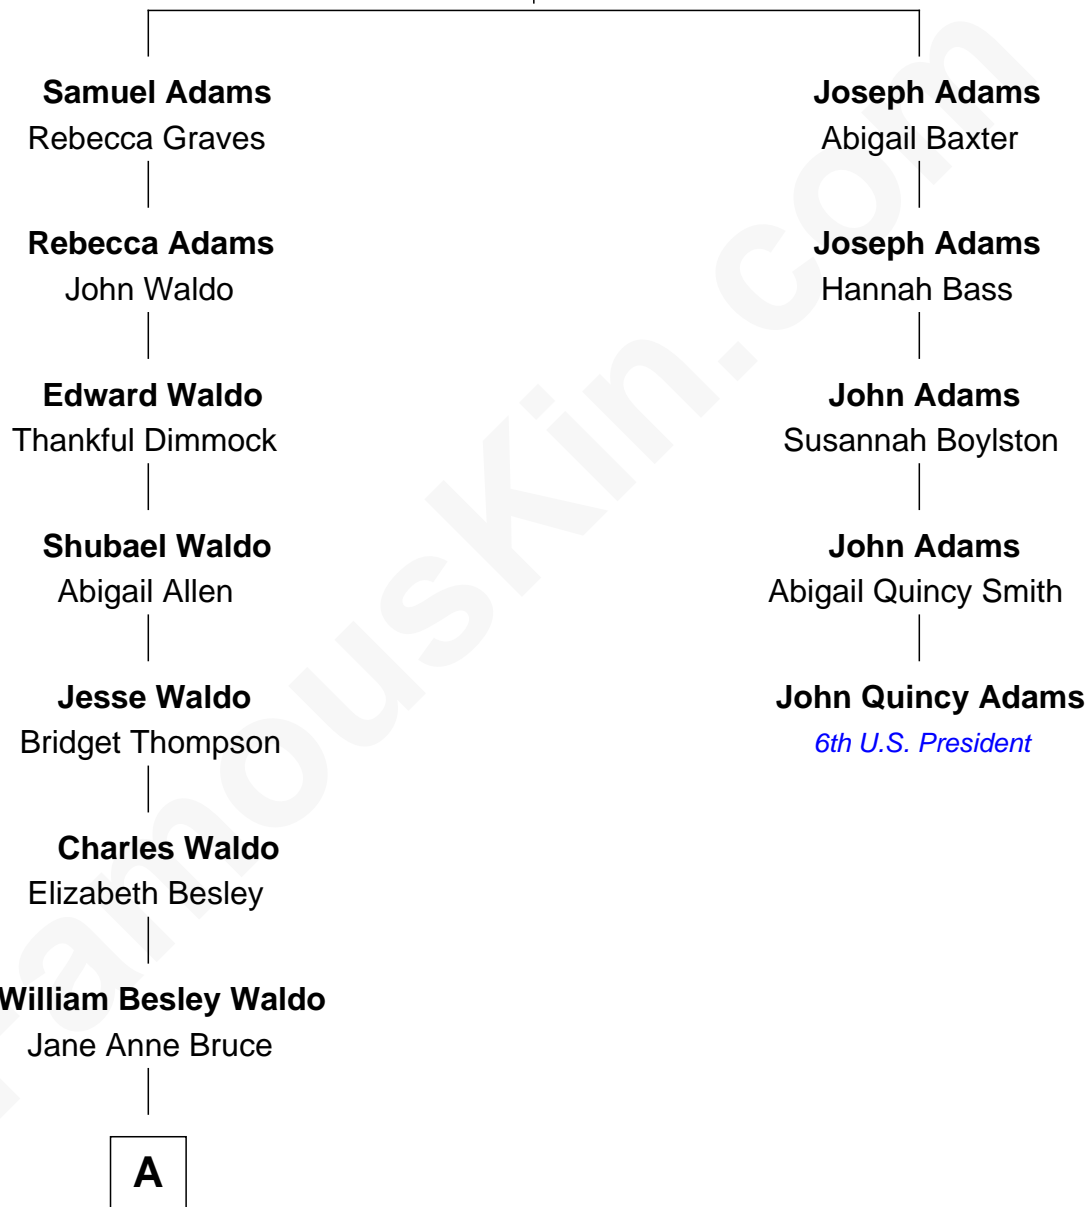 Samuel Adams
Rebecca Graves
Rebecca Adams
John Waldo
Edward Waldo
Thankful Dimmock
Shubael Waldo
Abigail Allen
Jesse Waldo
Bridget Thompson
Charles Waldo
Elizabeth Besley
William Besley Waldo
Jane Anne Bruce
A
Joseph Adams
Abigail Baxter
Joseph Adams
Hannah Bass
John Adams
Susannah Boylston
John Adams
Abigail Quincy Smith
John Quincy Adams
6th U.S. President
FamousKin.com